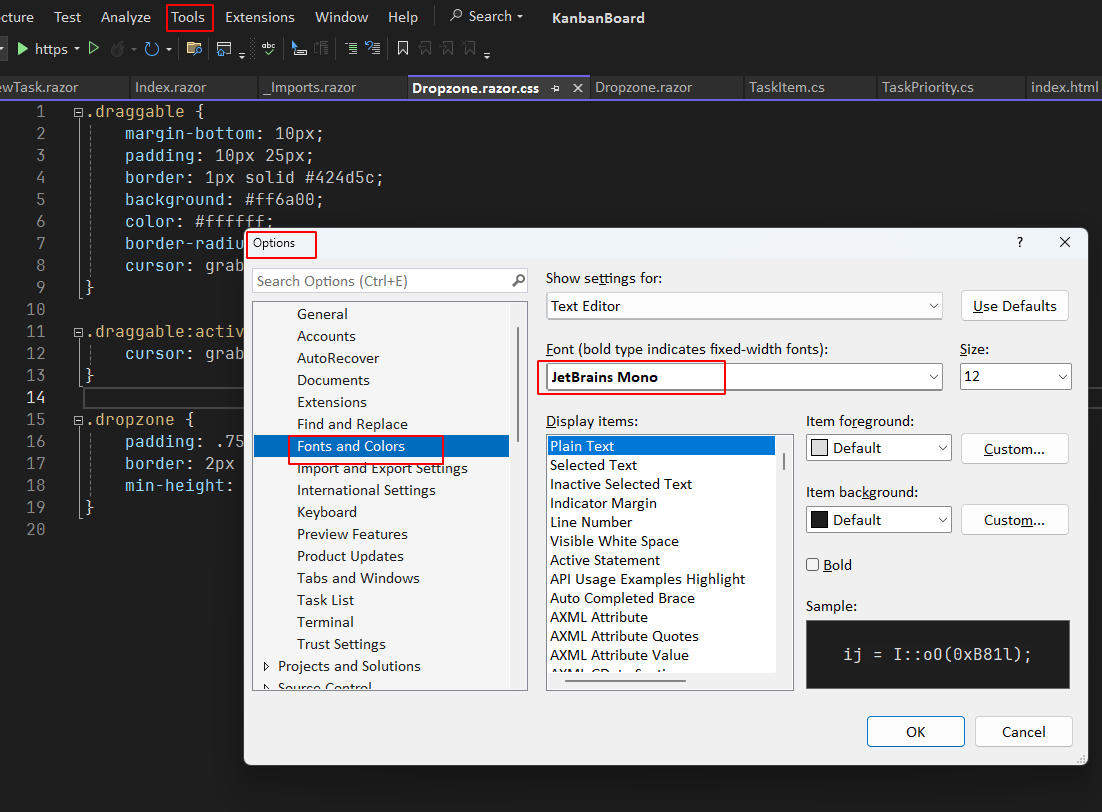 cture Test Analyze Tools Extensions Window Help Search KanbanBoard
https
abc
ewTask.razor Index.razor _Imports.razor Dropzone.razor.css Dropzone.razor TaskItem.cs TaskPriority.cs index.html
1 .draggable {
2 margin-bottom: 10px;
3 padding: 10px 25px;
4 border: 1px solid #424d5c;
5 background: #ff6a00;
6 color: #ffffff;
7 border-radiu
8 cursor: grab
9 }
10
11 .draggable:activ
12 cursor: grab
13 }
14
15 .dropzone {
16 padding: .75
17 border: 2px
18 min-height:
19 }
20
Options ?
Search Options (Ctrl+E)
General
Accounts
AutoRecover
Documents
Extensions
Find and Replace
Fonts and Colors
Import and Export Settings
International Settings
Keyboard
Preview Features
Product Updates
Tabs and Windows
Task List
Terminal
Trust Settings
Projects and Solutions
Source Control
Show settings for:
Text Editor
Use Defaults
Font (bold type indicates fixed-width fonts):
Size:
JetBrains Mono
12
Display items:
Plain Text
Selected Text
Inactive Selected Text
Indicator Margin
Line Number
Visible White Space
Active Statement
API Usage Examples Highlight
Auto Completed Brace
AXML Attribute
AXML Attribute Quotes
AXML Attribute Value
AXML CData Section
Item foreground:
Default
Custom...
Item background:
Default
Custom...
Bold
Sample:
ij = I::oO(0xB81l);
OK
Cancel